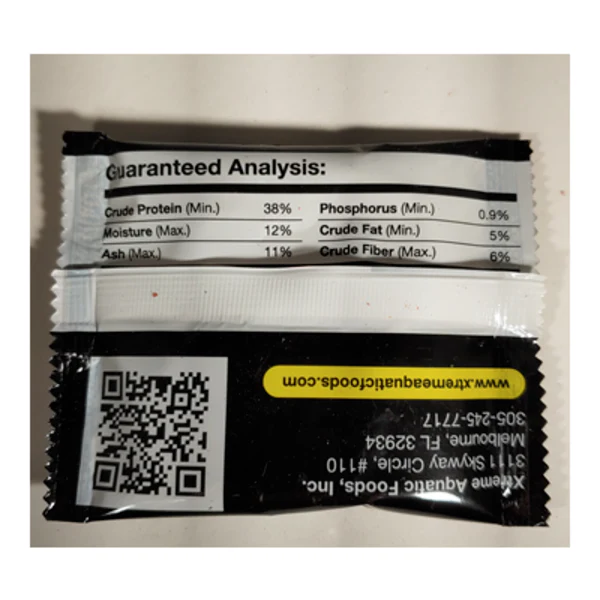 Guaranteed Analysis:
Crude Protein (Min.) 38%
Moisture (Max.) 12%
Ash (Max.) 11%
Phosphorus (Min.) 0.9%
Crude Fat (Min.) 5%
Crude Fiber (Max.) 6%
Xtreme Aquatic Foods, Inc.
3111 Skyway Circle, #110
Melbourne, FL 32934
305-245-7717
www.xtremeaquaticfoods.com